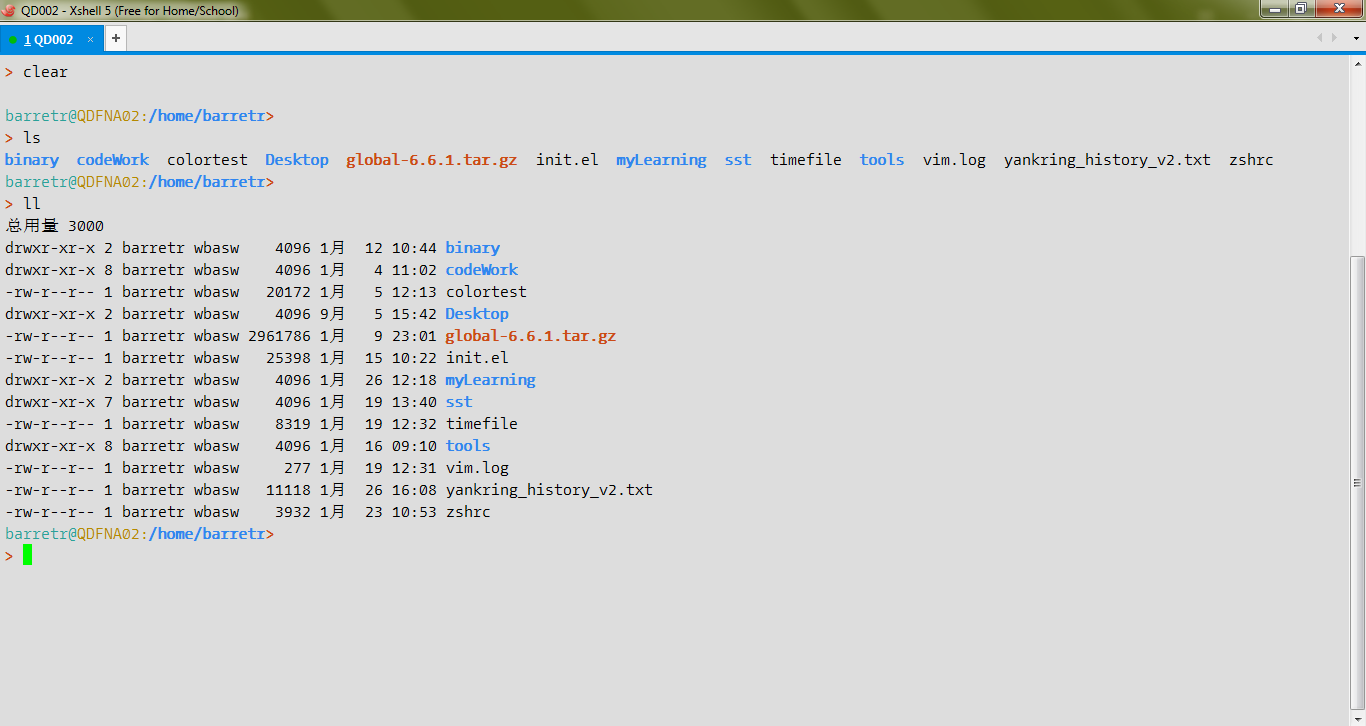 QD002 - Xshell 5 (Free for Home/School)
1 QD002 × +
> clear
barretr@QDFNA02:/home/barretr>
> ls
binary codeWork colortest Desktop global-6.6.1.tar.gz init.el myLearning sst timefile tools vim.log yankring_history_v2.txt zshrc
barretr@QDFNA02:/home/barretr>
> ll
总用量 3000
drwxr-xr-x 2 barretr wbasw    4096 1月  12 10:44 binary
drwxr-xr-x 8 barretr wbasw    4096 1月   4 11:02 codeWork
-rw-r--r-- 1 barretr wbasw   20172 1月   5 12:13 colortest
drwxr-xr-x 2 barretr wbasw    4096 9月   5 15:42 Desktop
-rw-r--r-- 1 barretr wbasw 2961786 1月   9 23:01 global-6.6.1.tar.gz
-rw-r--r-- 1 barretr wbasw   25398 1月  15 10:22 init.el
drwxr-xr-x 2 barretr wbasw    4096 1月  26 12:18 myLearning
drwxr-xr-x 7 barretr wbasw    4096 1月  19 13:40 sst
-rw-r--r-- 1 barretr wbasw    8319 1月  19 12:32 timefile
drwxr-xr-x 8 barretr wbasw    4096 1月  16 09:10 tools
-rw-r--r-- 1 barretr wbasw     277 1月  19 12:31 vim.log
-rw-r--r-- 1 barretr wbasw   11118 1月  26 16:08 yankring_history_v2.txt
-rw-r--r-- 1 barretr wbasw    3932 1月  23 10:53 zshrc
barretr@QDFNA02:/home/barretr>
>